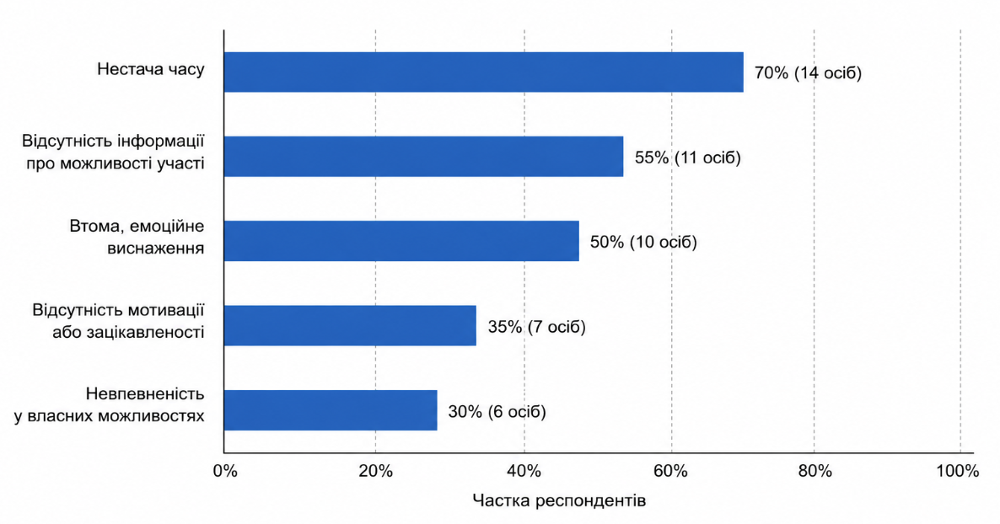 Нестача часу
70% (14 осіб)
Відсутність інформації
про можливості участі
55% (11 осіб)
Втома, емоційне
виснаження
50% (10 осіб)
Відсутність мотивації
або зацікавленості
35% (7 осіб)
Невпевненість
у власних можливостях
30% (6 осіб)
0% 20% 40% 60% 80% 100%
Частка респондентів